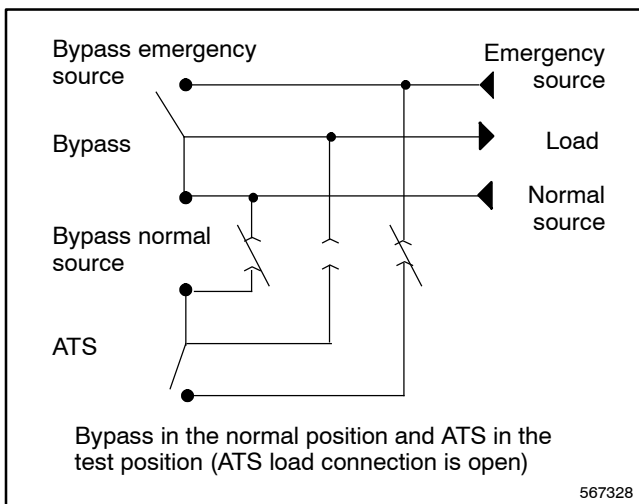 Bypass emergency
source
Emergency
source
Bypass
Load
Normal
source
Bypass normal
source
ATS
Bypass in the normal position and ATS in the
test position (ATS load connection is open)
567328